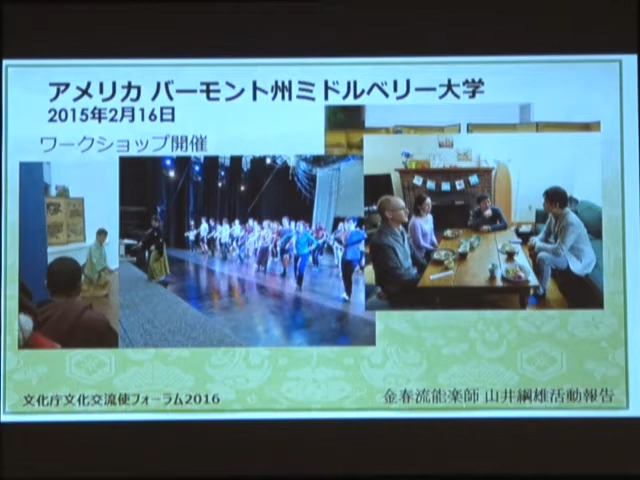 アメリカ バーモント州ミドルベリー大学
2015年2月16日
ワークショップ開催
文化庁文化交流使フォーラム2016
金春流能楽師 山井綱雄活動報告